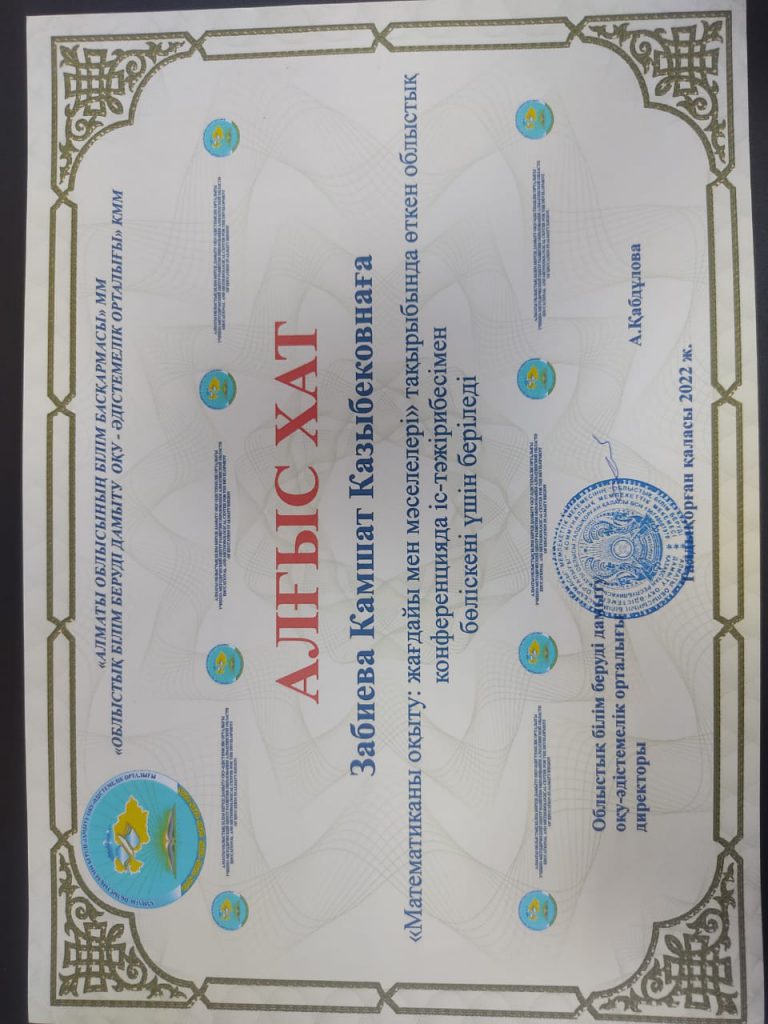 «АЛМАТЫ ОБЛЫСЫНЫҢ БІЛІМ БАСҚАРМАСЫ» ММ
«ОБЛЫСТЫҚ БІЛІМ БЕРУДІ ДАМЫТУ ОҚУ - ӘДІСТЕМЕЛІК ОРТАЛЫҒЫ» КММ
АЛҒЫС ХАТ
Забиева Камшат Казыбековнаға
«Математиканы оқыту: жағдайы мен мәселелері» тақырыбында өткен облыстық
конференцияда іс-тәжірибесімен
бөліскені үшін беріледі
Облыстық білім беруді дамыту
оқу-әдістемелік орталығы
директоры
А.Қабдұлова
Талдықорған қаласы 2022 ж.